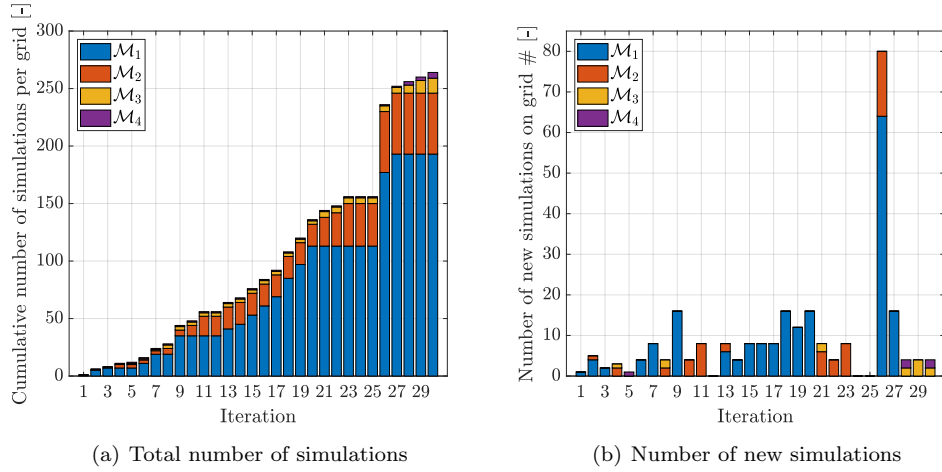 Cumulative number of simulations per grid [-]
300
250
200
150
100
50
0
ℳ₁
ℳ₂
ℳ₃
ℳ₄
1 3 5 7 9 11 13 15 17 19 21 23 25 27 29
Iteration
(a) Total number of simulations
Number of new simulations on grid # [-]
80
70
60
50
40
30
20
10
0
ℳ₁
ℳ₂
ℳ₃
ℳ₄
1 3 5 7 9 11 13 15 17 19 21 23 25 27 29
Iteration
(b) Number of new simulations